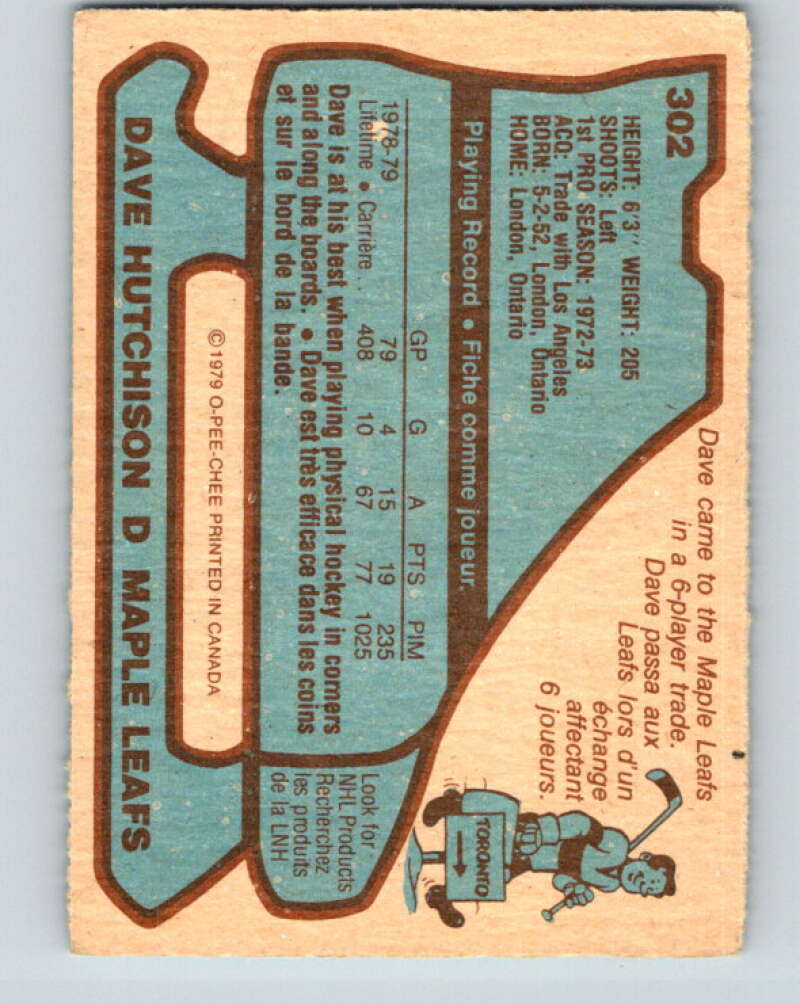 302
HEIGHT: 6'3" WEIGHT: 205
SHOOTS: Left
1st PRO SEASON: 1972-73
ACQ: Trade with Los Angeles
BORN: 5-2-52, London, Ontario
HOME: London, Ontario
Dave came to the Maple Leafs
in a 6-player trade.
Dave passa aux
Leafs lors d'un
échange
affectant
6 joueurs.
TORONTO
Playing Record • Fiche comme joueur.
GP G A PTS PIM
1978-79 79 4 15 19 235
Lifetime • Carrière... 408 10 67 77 1025
Dave is at his best when playing physical hockey in corners
and along the boards. • Dave est très efficace dans les coins
et sur le bord de la bande.
Look for
NHL Products
Recherchez
les produits
de la LNH
©1979 O-PEE-CHEE PRINTED IN CANADA
DAVE HUTCHISON D MAPLE LEAFS